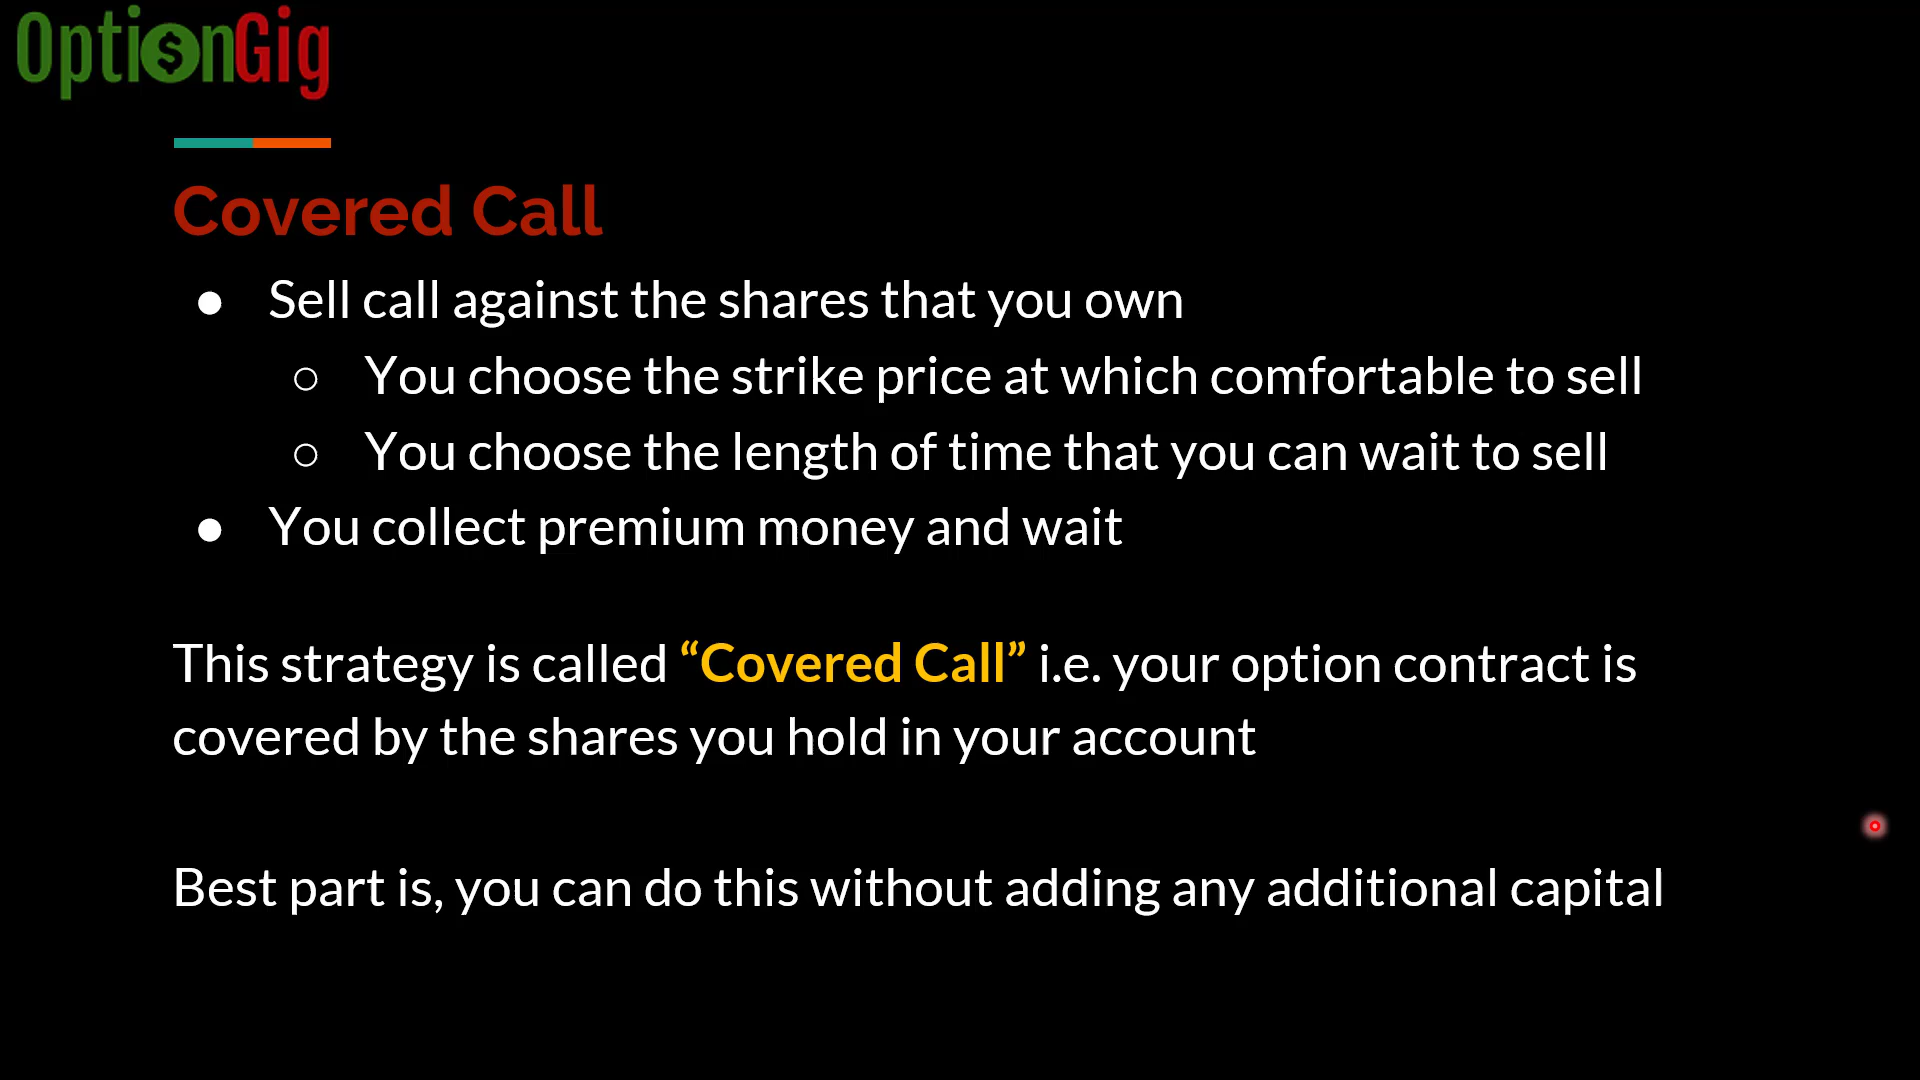 OptionGig
Covered Call
● Sell call against the shares that you own
○ You choose the strike price at which comfortable to sell
○ You choose the length of time that you can wait to sell
● You collect premium money and wait
This strategy is called “Covered Call” i.e. your option contract is
covered by the shares you hold in your account
Best part is, you can do this without adding any additional capital